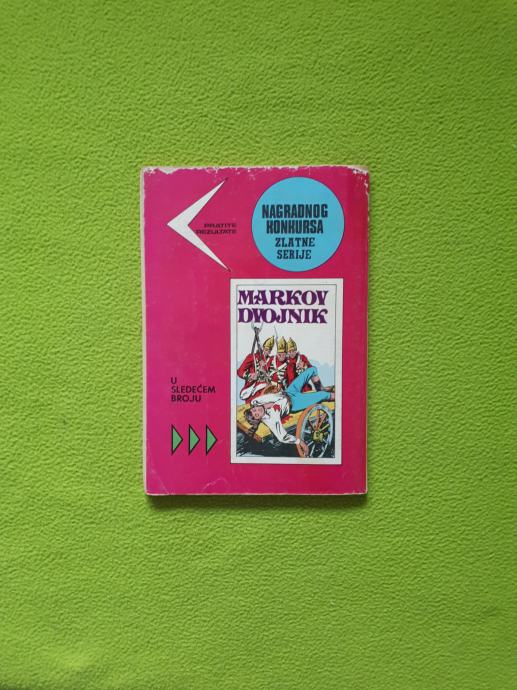 PRATITE
REZULTATE
NAGRADNOG
KONKURSA
ZLATNE
SERIJE
MARKOV
DVOJNIK
U
SLEDEĆEM
BROJU